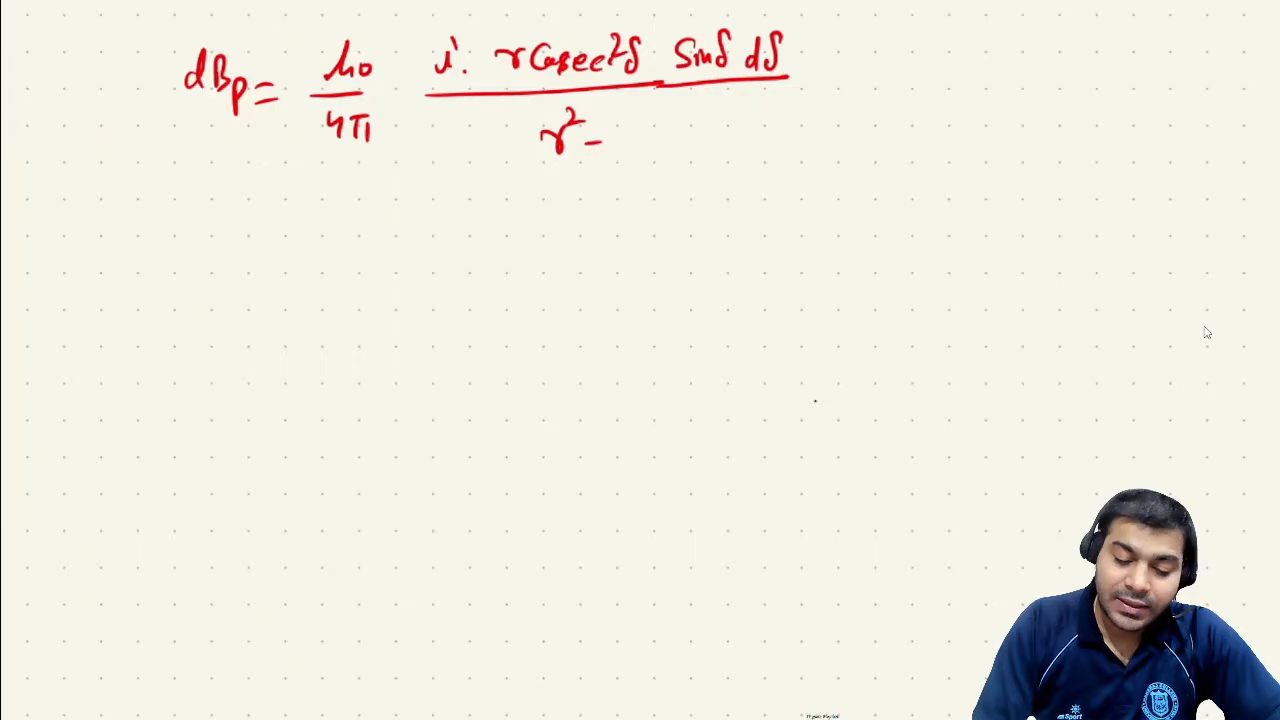 dBp = μ0/4π i. r Cosec²δ Sinδ dδ / r²